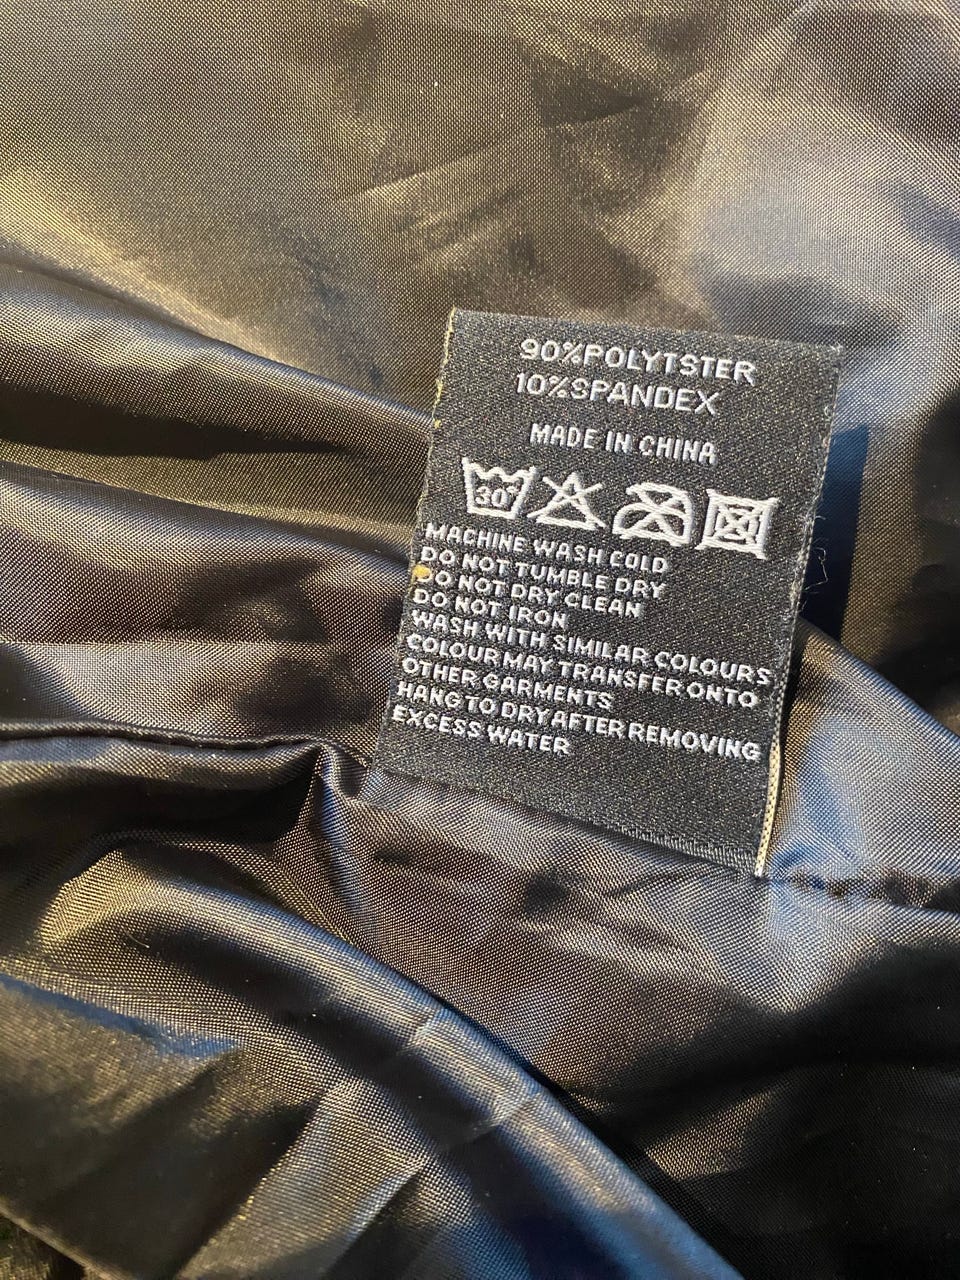 90%POLYTSTER
10%SPANDEX
MADE IN CHINA
30°
MACHINE WASH COLD
DO NOT TUMBLE DRY
DO NOT DRY CLEAN
DO NOT IRON
WASH WITH SIMILAR COLOURS
COLOUR MAY TRANSFER ONTO
OTHER GARMENTS
HANG TO DRY AFTER REMOVING
EXCESS WATER